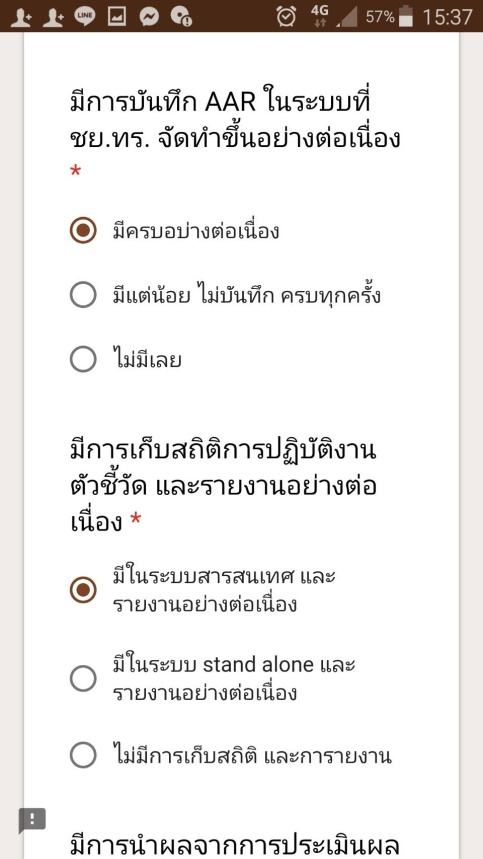 LINE
4G
57%
15:37
มีการบันทึก AAR ในระบบที่
ชย.ทร. จัดทำขึ้นอย่างต่อเนื่อง
*
มีครบอบ่างต่อเนื่อง
มีแต่น้อย ไม่บันทึก ครบทุกครั้ง
ไม่มีเลย
มีการเก็บสถิติการปฏิบัติงาน
ตัวชี้วัด และรายงานอย่างต่อ
เนื่อง *
มีในระบบสารสนเทศ และ
รายงานอย่างต่อเนื่อง
มีในระบบ stand alone และ
รายงานอย่างต่อเนื่อง
ไม่มีการเก็บสถิติ และการายงาน
มีการนำผลจากการประเมินผล